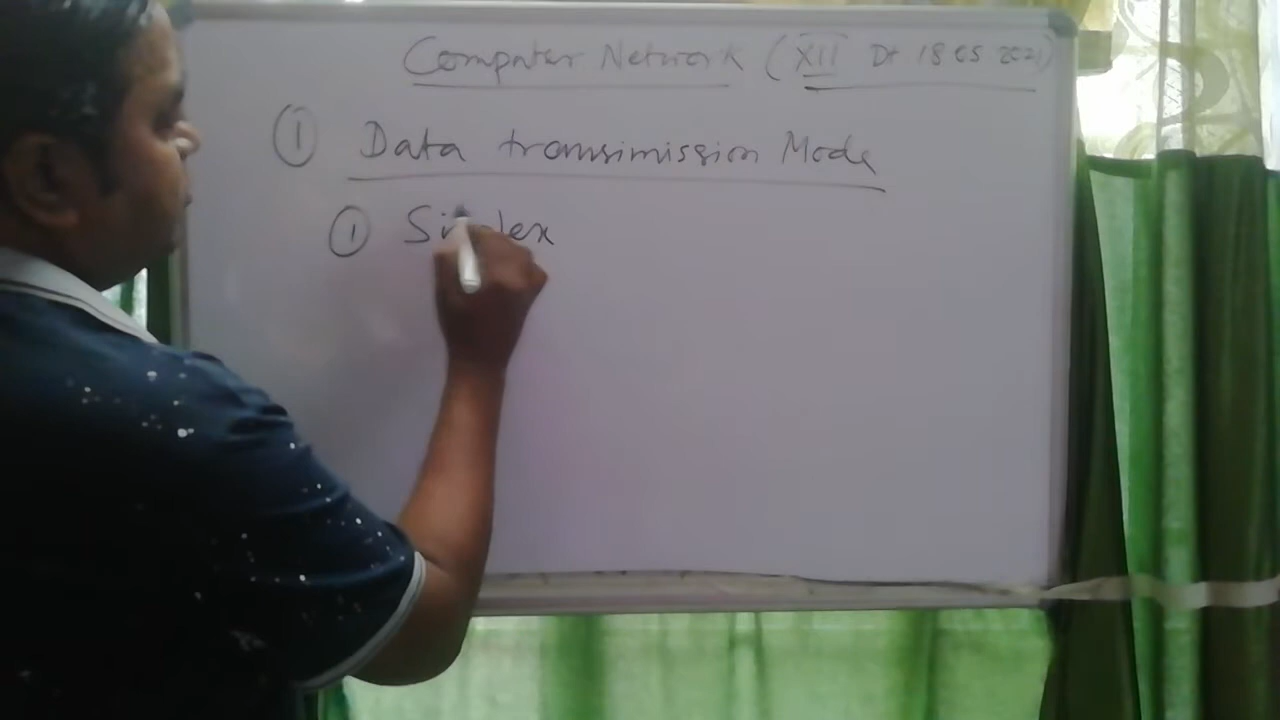 Computer Network (XII Dt 18 05 2021)
① Data transimission Mode
① Simplex